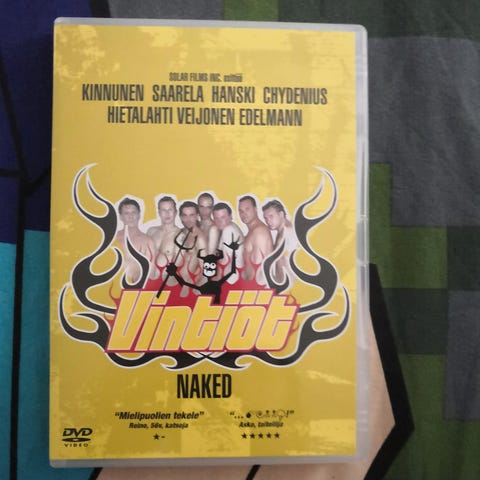 SOLAR FILMS INC. esittää
KINNUNEN SAARELA HANSKI CHYDENIUS
HIETALAHTI VEIJONEN EDELMANN
Vintiöt
NAKED
"Mielipuolien tekele"
Reino, 56v, katsoja
Asko, taiteilija
DVD
VIDEO